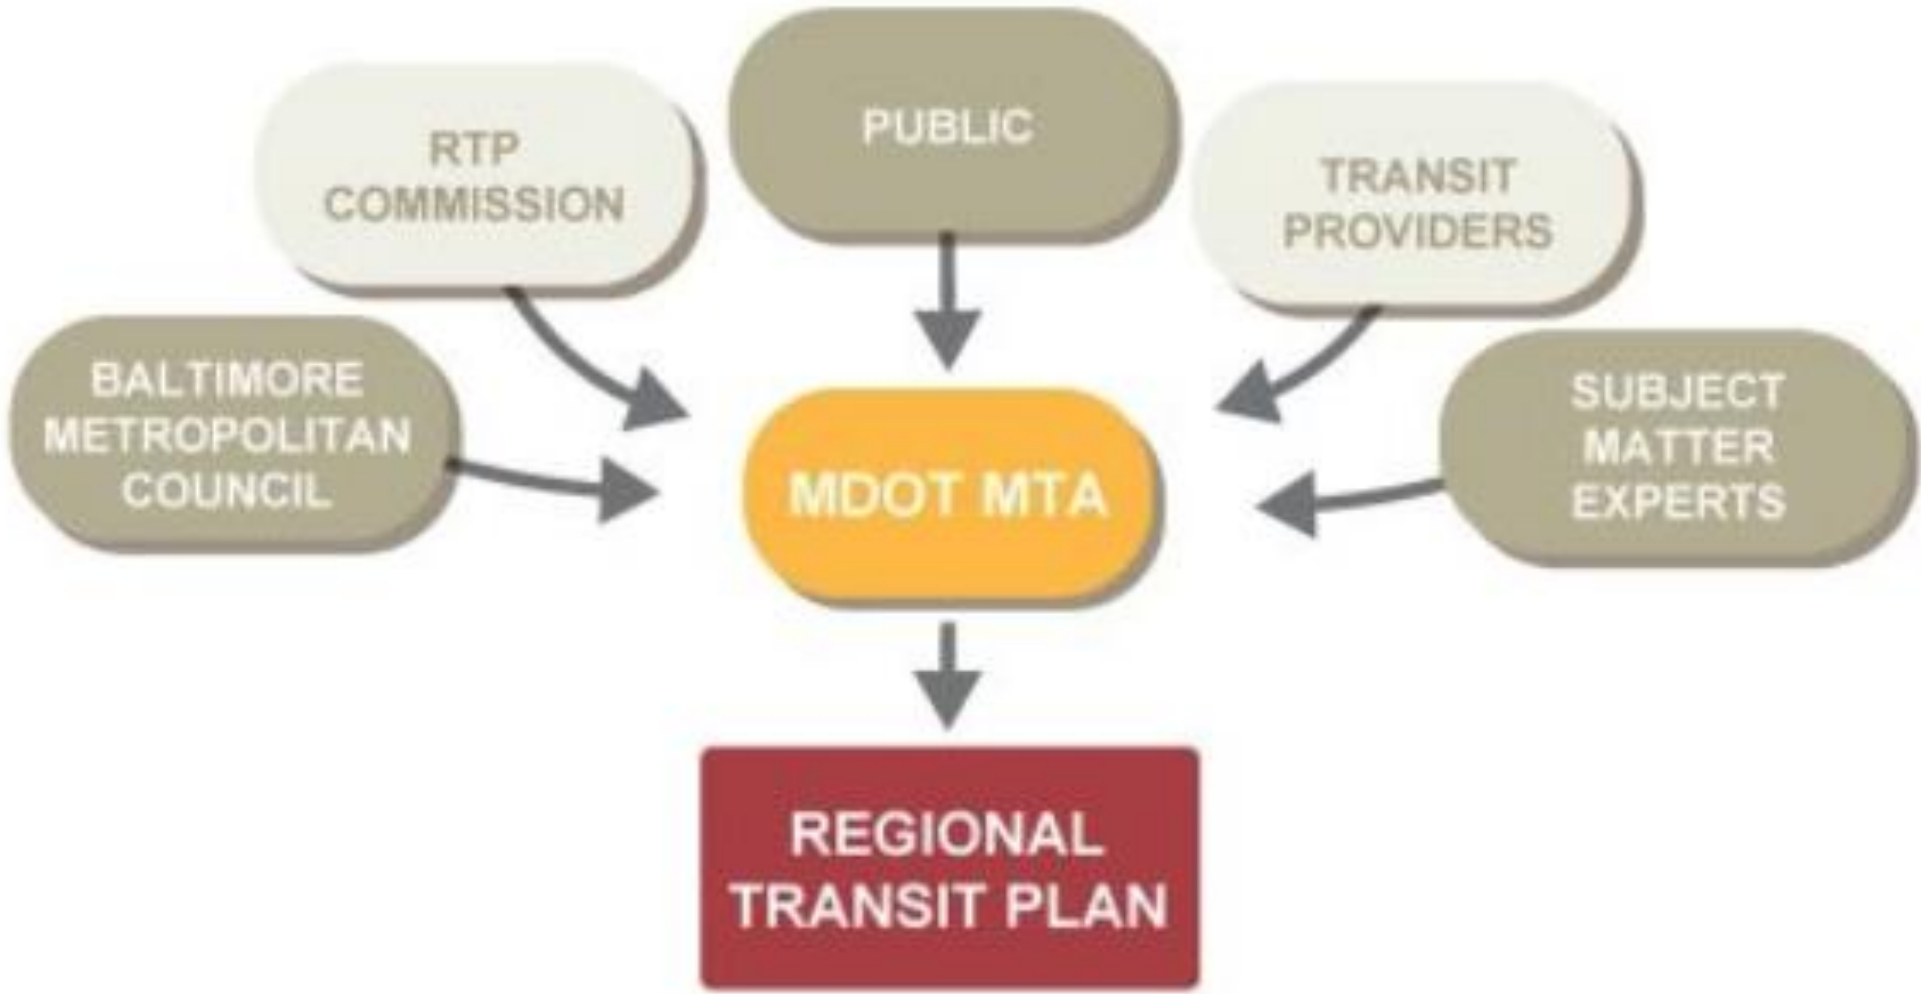 PUBLIC
RTP
COMMISSION
TRANSIT
PROVIDERS
BALTIMORE
METROPOLITAN
COUNCIL
SUBJECT
MATTER
EXPERTS
MDOT MTA
REGIONAL
TRANSIT PLAN